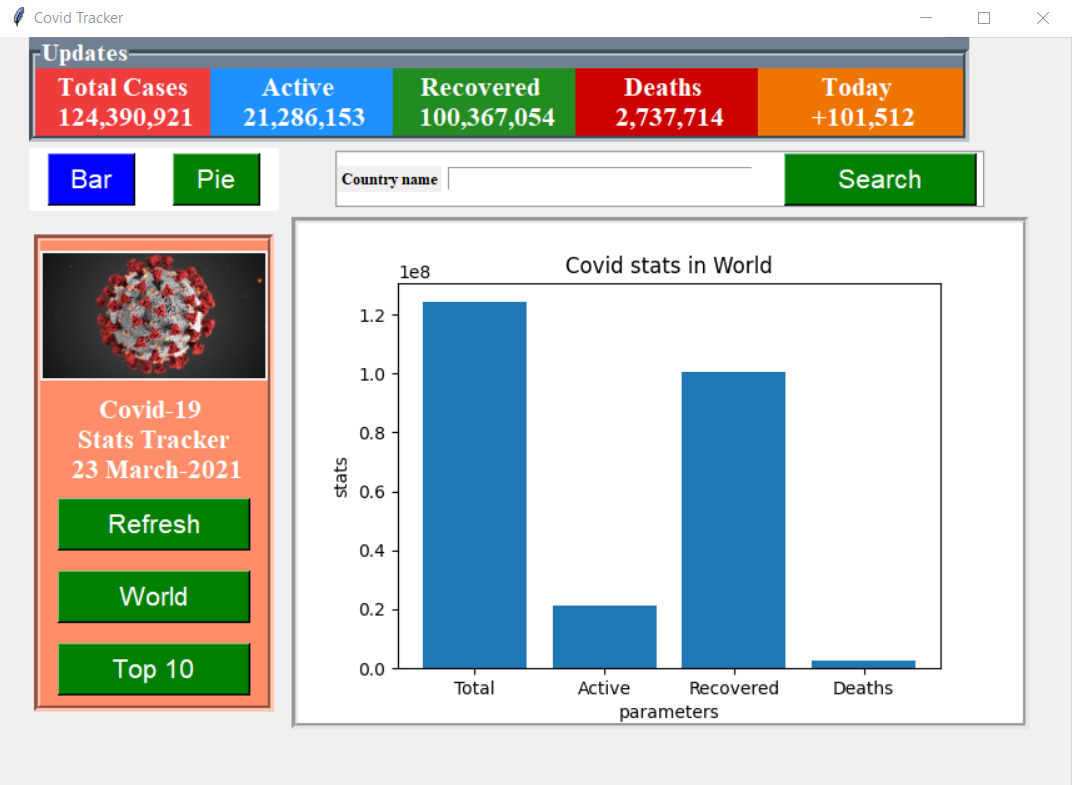 Covid Tracker
Updates
Total Cases Active Recovered Deaths Today
124,390,921 21,286,153 100,367,054 2,737,714 +101,512
Bar Pie Country name Search
Covid-19
Stats Tracker
23 March-2021
Refresh
World
Top 10
Covid stats in World
1e8
1.2
1.0
0.8
0.6
0.4
0.2
0.0
stats
Total Active Recovered Deaths
parameters